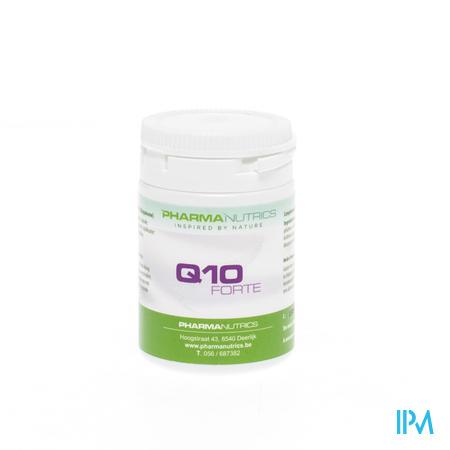 PHARMANUTRICS
INSPIRED BY NATURE
Q10
FORTE
PHARMANUTRICS
Hoogstraat 43, 8540 Deerlijk
www.pharmanutrics.be
T. 056 / 687382
IPM